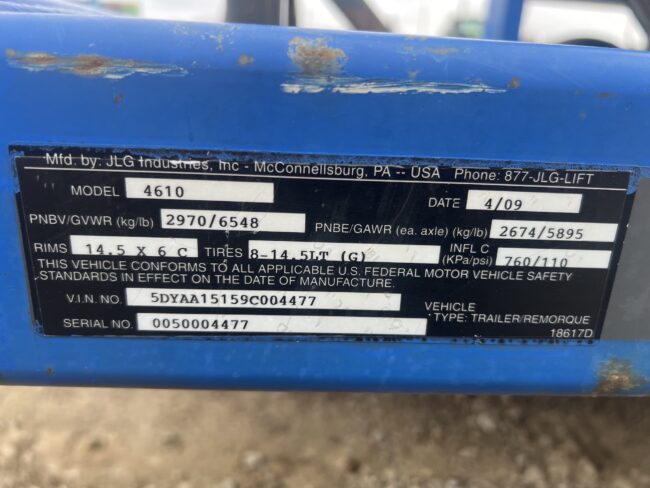 Mfd. by: JLG Industries, Inc - McConnellsburg, PA -- USA Phone: 877-JLG-LIFT
MODEL 4610 DATE 4/09
PNBV/GVWR (kg/lb) 2970/6548 PNBE/GAWR (ea. axle) (kg/lb) 2674/5895
RIMS 14.5 X 6 C TIRES 8-14.5LT (G) INFL C (KPa/psi) 760/110
THIS VEHICLE CONFORMS TO ALL APPLICABLE U.S. FEDERAL MOTOR VEHICLE SAFETY
STANDARDS IN EFFECT ON THE DATE OF MANUFACTURE.
V.I.N. NO. 5DYAA15159C004477 VEHICLE
TYPE: TRAILER/REMORQUE
SERIAL NO. 0050004477 18617D